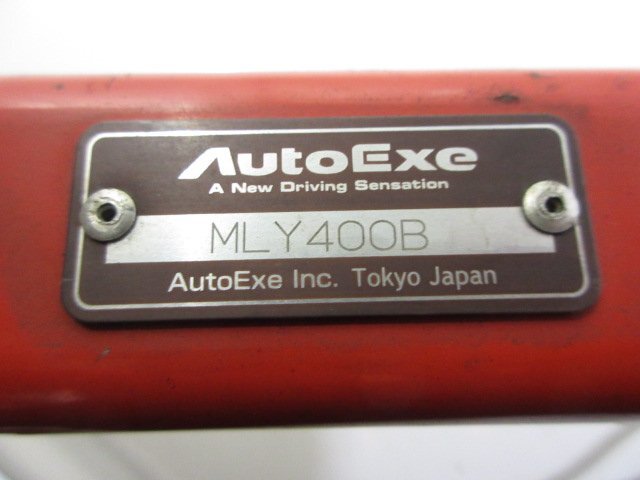 AutoExe
A New Driving Sensation
MLY400B
AutoExe Inc. Tokyo Japan